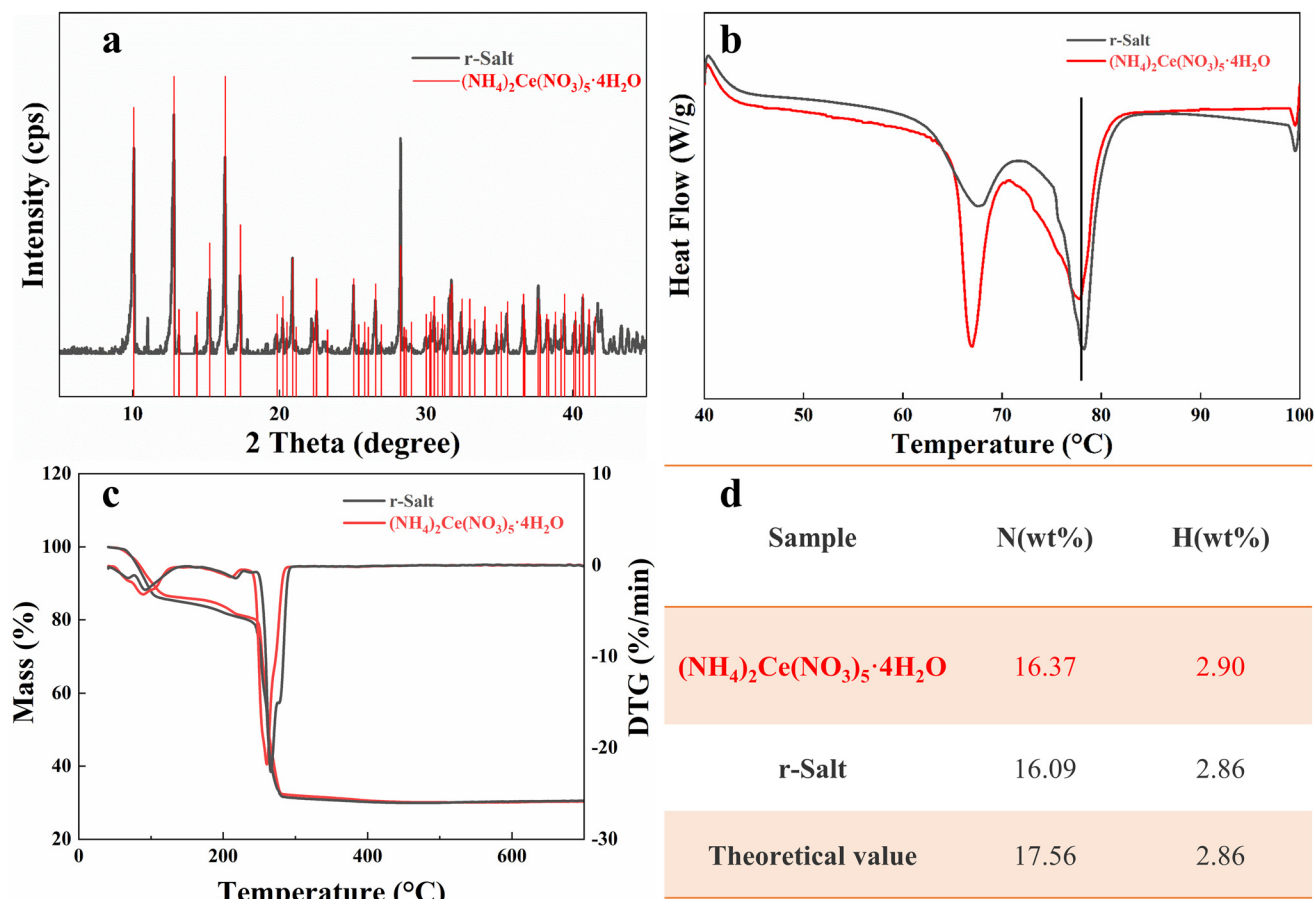 a
r-Salt
(NH₄)₂Ce(NO₃)₅·4H₂O
Intensity (cps)
10 20 30 40
2 Theta (degree)
b
r-Salt
(NH₄)₂Ce(NO₃)₅·4H₂O
Heat Flow (W/g)
40 50 60 70 80 90 100
Temperature (°C)
c
r-Salt
(NH₄)₂Ce(NO₃)₅·4H₂O
Mass (%)
120
100
80
60
40
20
DTG (%/min)
10
0
-10
-20
-30
0 200 400 600
Temperature (°C)
d
Sample N(wt%) H(wt%)
(NH₄)₂Ce(NO₃)₅·4H₂O 16.37 2.90
r-Salt 16.09 2.86
Theoretical value 17.56 2.86